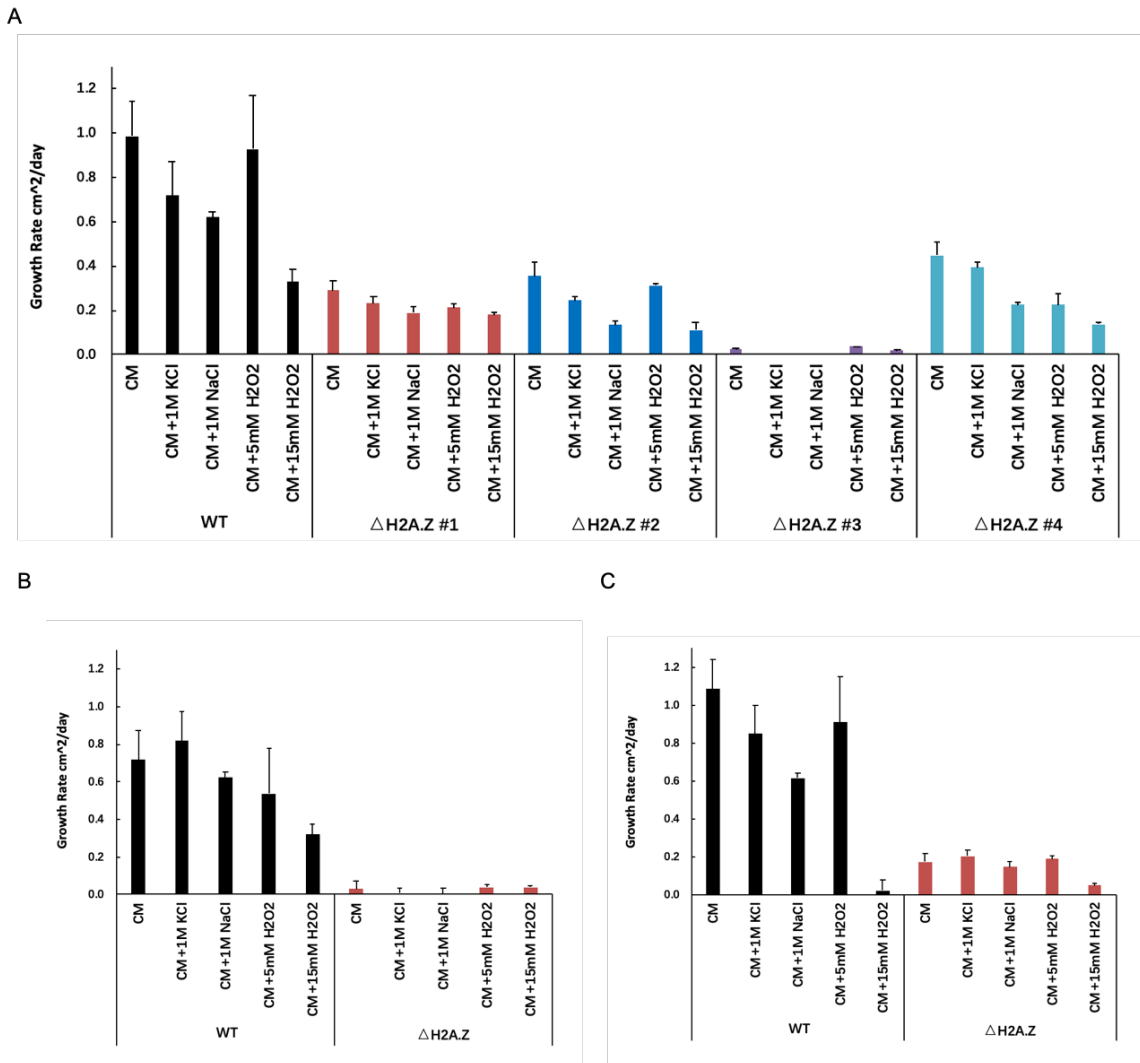 A
Growth Rate cm^2/day
1.2
1.0
0.8
0.6
0.4
0.2
0.0
CM
CM +1M KCl
CM +1M NaCl
CM +5mM H2O2
CM +15mM H2O2
CM
CM +1M KCl
CM +1M NaCl
CM +5mM H2O2
CM +15mM H2O2
CM
CM +1M KCl
CM +1M NaCl
CM +5mM H2O2
CM +15mM H2O2
CM
CM +1M KCl
CM +1M NaCl
CM +5mM H2O2
CM +15mM H2O2
CM
CM +1M KCl
CM +1M NaCl
CM +5mM H2O2
CM +15mM H2O2
WT
△H2A.Z #1
△H2A.Z #2
△H2A.Z #3
△H2A.Z #4
B
Growth Rate cm^2/day
1.2
1.0
0.8
0.6
0.4
0.2
0.0
CM
CM +1M KCl
CM +1M NaCl
CM +5mM H2O2
CM +15mM H2O2
CM
CM +1M KCl
CM +1M NaCl
CM +5mM H2O2
CM +15mM H2O2
WT
△H2A.Z
C
Growth Rate cm^2/day
1.2
1.0
0.8
0.6
0.4
0.2
0.0
CM
CM +1M KCl
CM +1M NaCl
CM +5mM H2O2
CM +15mM H2O2
CM
CM +1M KCl
CM +1M NaCl
CM +5mM H2O2
CM +15mM H2O2
WT
△H2A.Z